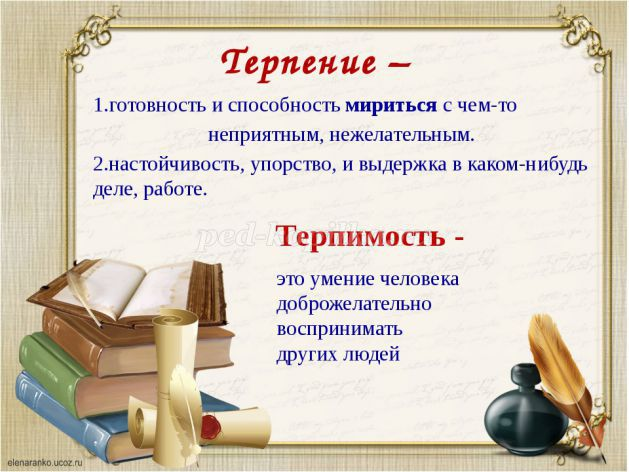 Терпение –
1.готовность и способность мириться с чем-то
неприятным, нежелательным.
2.настойчивость, упорство, и выдержка в каком-нибудь
деле, работе.
Терпимость -
это умение человека
доброжелательно
воспринимать
других людей
elenaranko.ucoz.ru